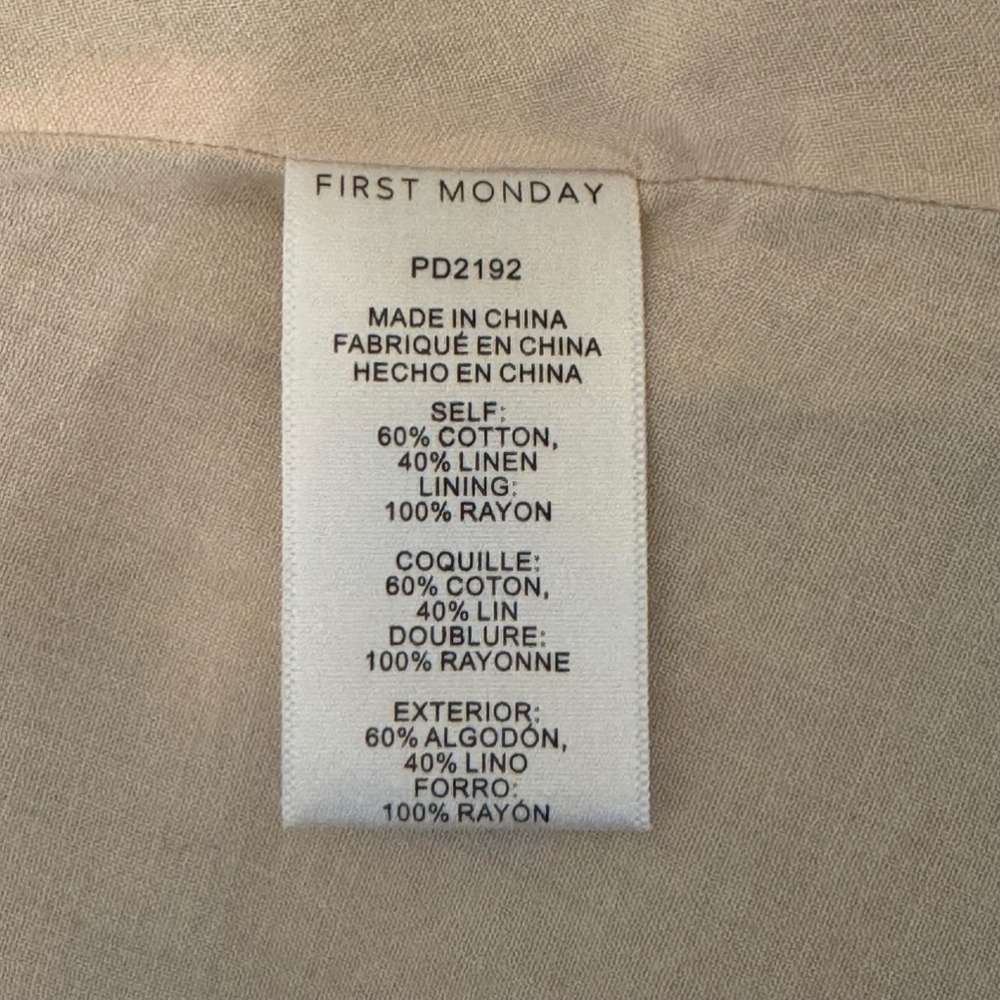 FIRST MONDAY
PD2192
MADE IN CHINA
FABRIQUÉ EN CHINA
HECHO EN CHINA
SELF:
60% COTTON,
40% LINEN
LINING:
100% RAYON
COQUILLE:
60% COTON,
40% LIN
DOUBLURE:
100% RAYONNE
EXTERIOR:
60% ALGODÓN,
40% LINO
FORRO:
100% RAYÓN